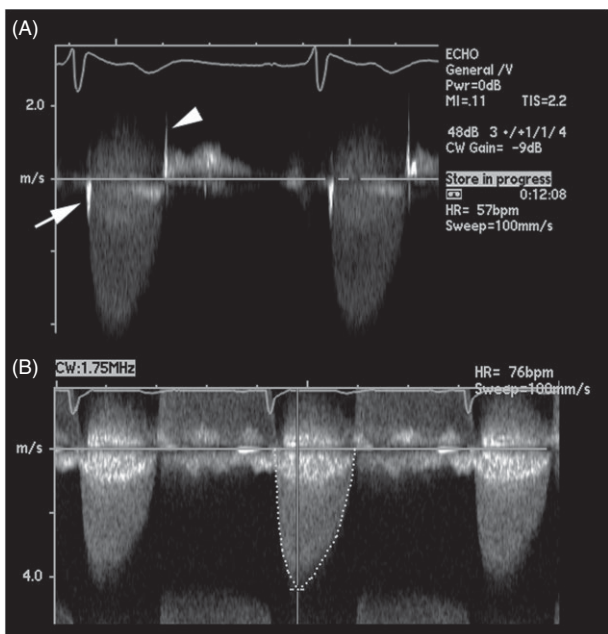 (A)
ECHO
General /V
Pwr=0dB
MI=.11 TIS=2.2
2.0
48dB 3 •/+1/1/ 4
CW Gain= -9dB
m/s
Store in progress
0:12:08
HR= 57bpm
Sweep=100mm/s
(B)
CW:1.75MHz
HR= 76bpm
Sweep=100mm/s
m/s
4.0